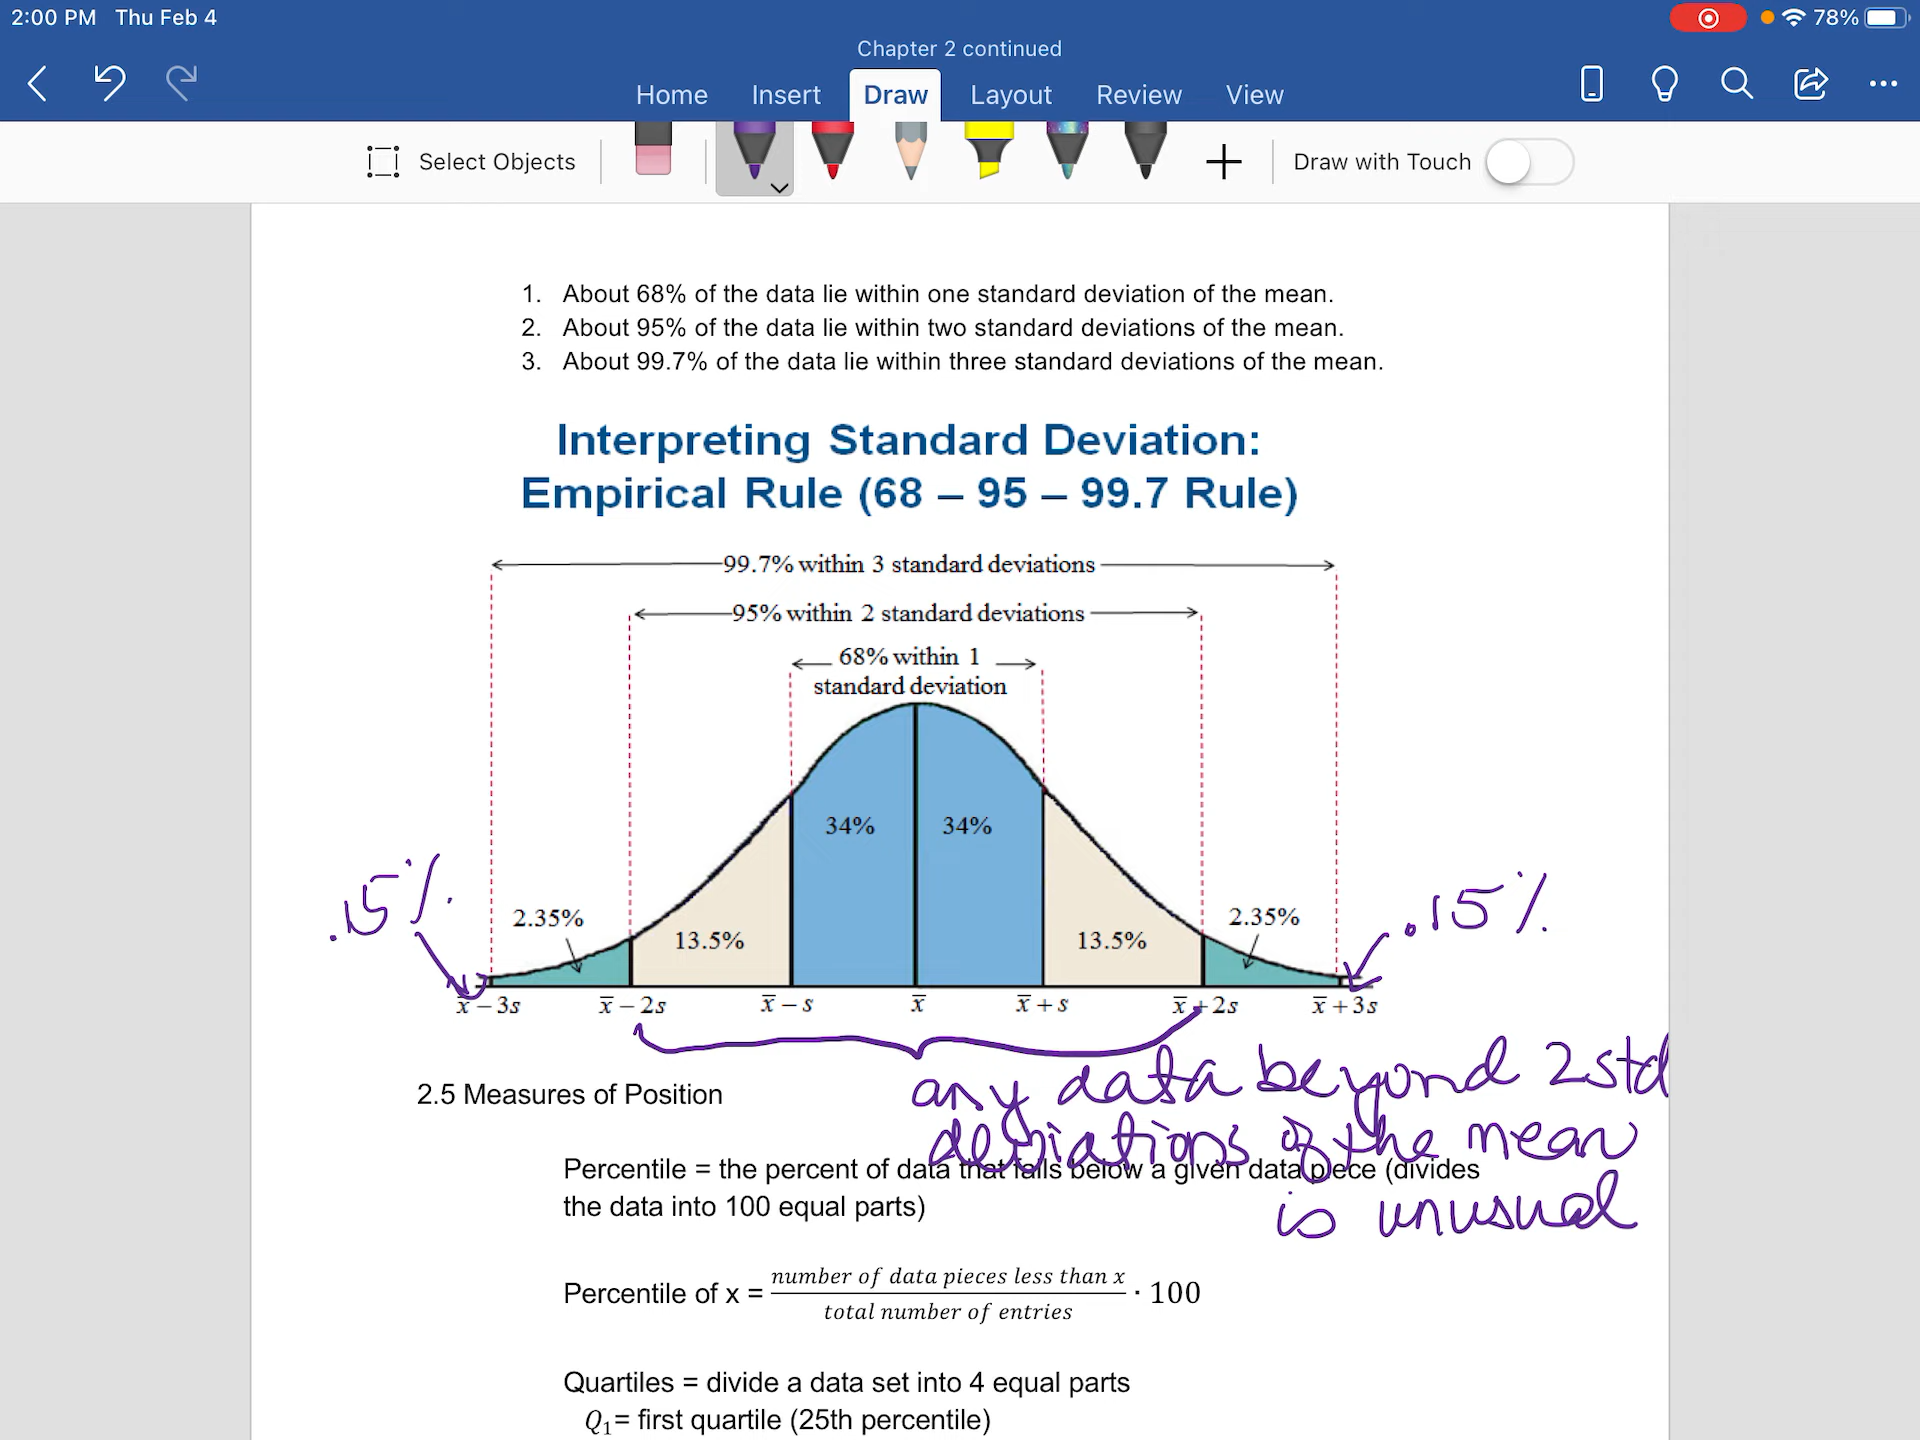 2:00 PM Thu Feb 4
78%
Chapter 2 continued
Home Insert Draw Layout Review View
Select Objects
Draw with Touch
1. About 68% of the data lie within one standard deviation of the mean.
2. About 95% of the data lie within two standard deviations of the mean.
3. About 99.7% of the data lie within three standard deviations of the mean.
Interpreting Standard Deviation:
Empirical Rule (68 – 95 – 99.7 Rule)
99.7% within 3 standard deviations
95% within 2 standard deviations
68% within 1
standard deviation
34% 34%
.15% 2.35% 13.5% 13.5% 2.35% .15%
x̅ – 3s x̅ – 2s x̅ – s x̅ x̅ + s x̅ + 2s x̅ + 3s
any data beyond 2 std
deviations of the mean
is unusual
2.5 Measures of Position
Percentile = the percent of data that falls below a given data piece (divides
the data into 100 equal parts)
Percentile of x = number of data pieces less than x / total number of entries · 100
Quartiles = divide a data set into 4 equal parts
Q₁= first quartile (25th percentile)